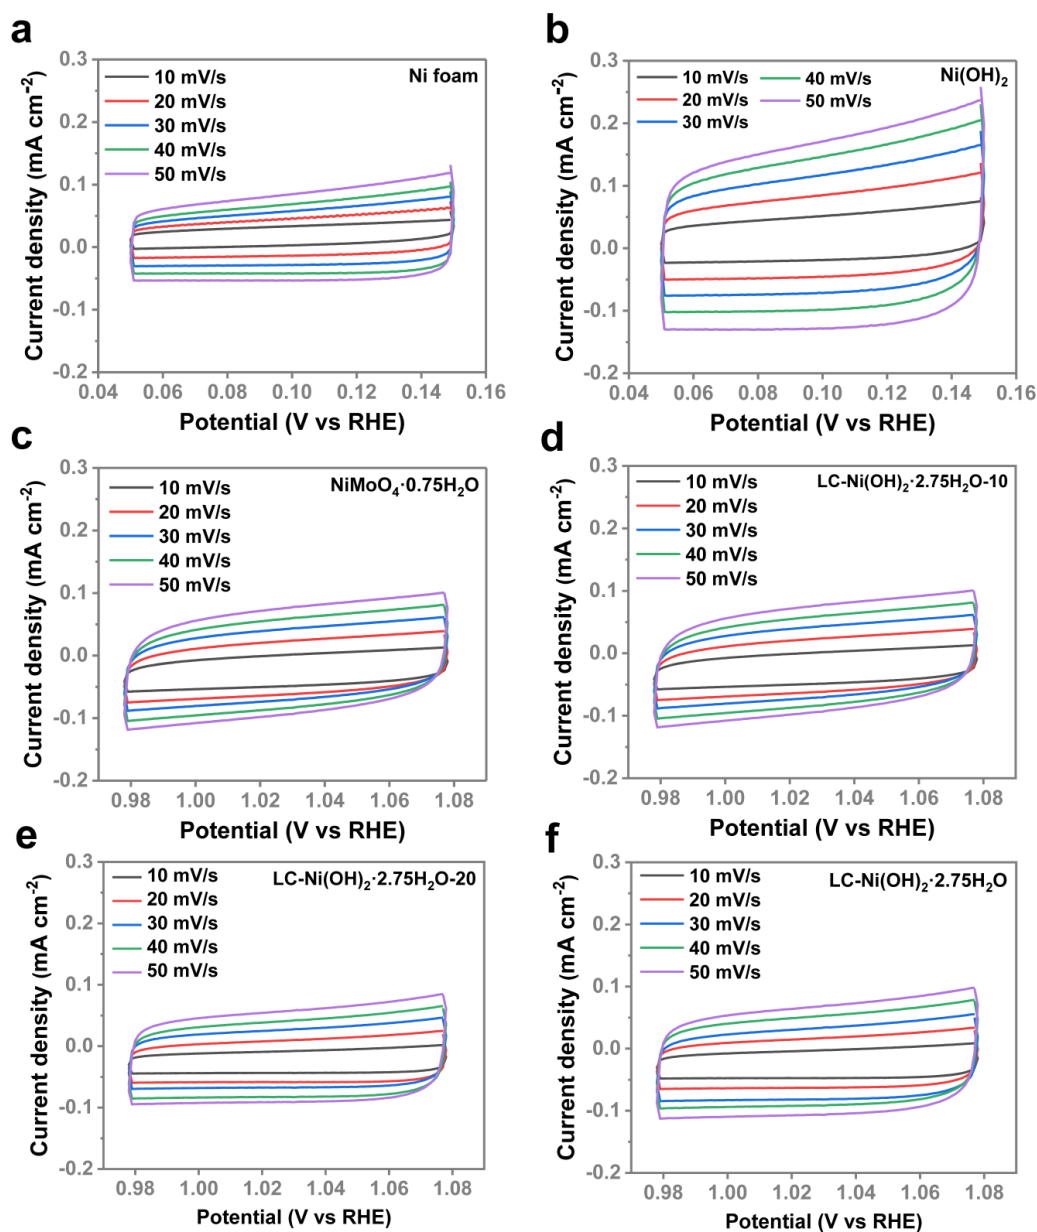 a
0.3
0.2
0.1
0.0
-0.1
-0.2
Current density (mA cm⁻²)
10 mV/s
20 mV/s
30 mV/s
40 mV/s
50 mV/s
Ni foam
0.04 0.06 0.08 0.10 0.12 0.14 0.16
Potential (V vs RHE)
b
0.3
0.2
0.1
0.0
-0.1
-0.2
Current density (mA cm⁻²)
10 mV/s 40 mV/s
20 mV/s 50 mV/s
30 mV/s
Ni(OH)₂
0.04 0.06 0.08 0.10 0.12 0.14 0.16
Potential (V vs RHE)
c
0.3
0.2
0.1
0.0
-0.1
-0.2
Current density (mA cm⁻²)
10 mV/s
20 mV/s
30 mV/s
40 mV/s
50 mV/s
NiMoO₄·0.75H₂O
0.98 1.00 1.02 1.04 1.06 1.08
Potential (V vs RHE)
d
0.3
0.2
0.1
0.0
-0.1
-0.2
Current density (mA cm⁻²)
10 mV/s
20 mV/s
30 mV/s
40 mV/s
50 mV/s
LC-Ni(OH)₂·2.75H₂O-10
0.98 1.00 1.02 1.04 1.06 1.08
Potential (V vs RHE)
e
0.3
0.2
0.1
0.0
-0.1
-0.2
Current density (mA cm⁻²)
10 mV/s
20 mV/s
30 mV/s
40 mV/s
50 mV/s
LC-Ni(OH)₂·2.75H₂O-20
0.98 1.00 1.02 1.04 1.06 1.08
Potential (V vs RHE)
f
0.3
0.2
0.1
0.0
-0.1
-0.2
Current density (mA cm⁻²)
10 mV/s
20 mV/s
30 mV/s
40 mV/s
50 mV/s
LC-Ni(OH)₂·2.75H₂O
0.98 1.00 1.02 1.04 1.06 1.08
Potential (V vs RHE)